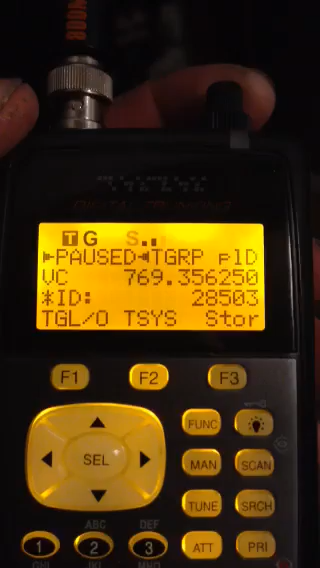 T G S
▸PAUSED◂TGRP P1D
VC 769.356250
*ID: 28503
TGL/O TSYS Stor
F1 F2 F3
FUNC
SEL
MAN SCAN
TUNE SRCH
ABC DEF
1 2 3 ATT PRI